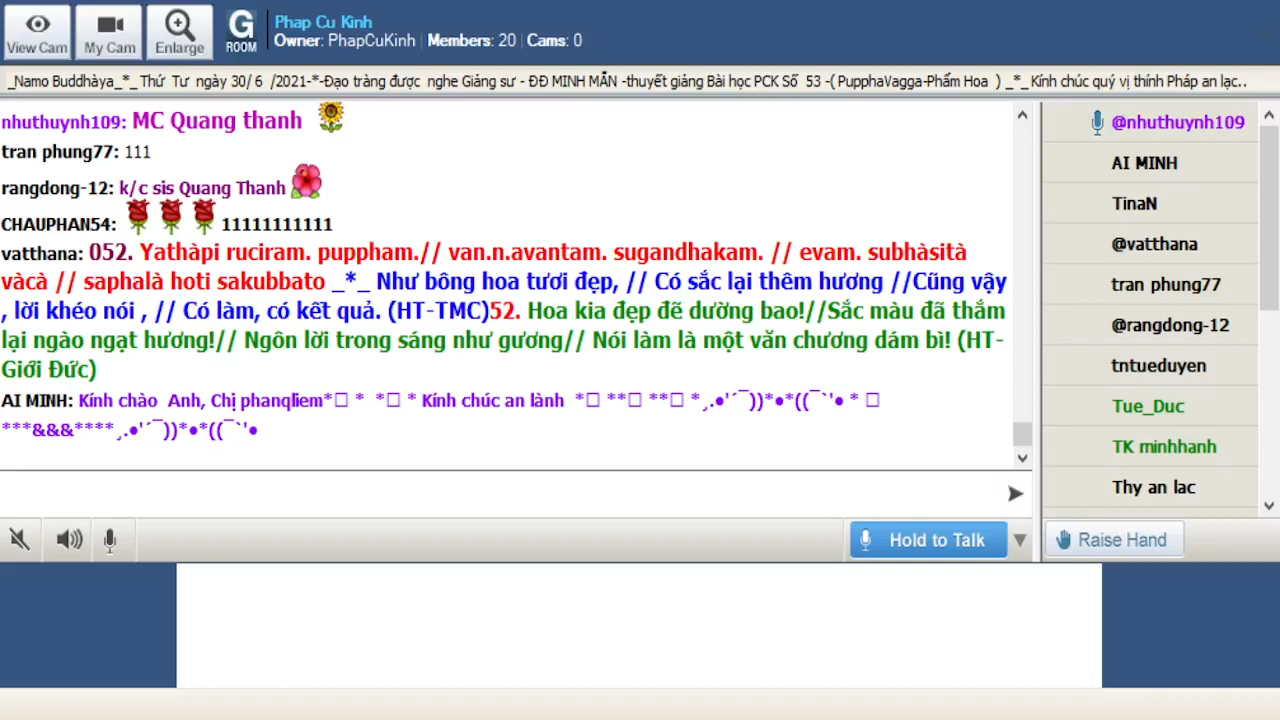 View Cam
My Cam
Enlarge
G
ROOM
Phap Cu Kinh
Owner: PhapCuKinh | Members: 20 | Cams: 0
_Namo Buddhàya_*_Thứ Tư ngày 30/ 6 /2021-*-Đạo tràng được nghe Giảng sư - ĐĐ MINH MẪN -thuyết giảng Bài học PCK Số 53 -( PupphaVagga-Phẩm Hoa ) _*_Kính chúc quý vị thính Pháp an lạc..
nhuthuynh109: MC Quang thanh
tran phung77: 111
rangdong-12: k/c sis Quang Thanh
CHAUPHAN54: 11111111111
vatthana: 052. Yathàpi ruciram. puppham.// van.n.avantam. sugandhakam. // evam. subhàsità
vàcà // saphalà hoti sakubbato _*_ Như bông hoa tươi đẹp, // Có sắc lại thêm hương //Cũng vậy
, lời khéo nói , // Có làm, có kết quả. (HT-TMC)52. Hoa kia đẹp đẽ dường bao!//Sắc màu đã thắm
lại ngào ngạt hương!// Ngôn lời trong sáng như gương// Nói làm là một văn chương dám bì! (HT-
Giới Đức)
AI MINH: Kính chào Anh, Chị phanqliem*□ * *□ * Kính chúc an lành *□ **□ **□ *¸.●'´¯))*●*((¯`'● * □
***&&&****¸.●'´¯))*●*((¯`'●
@nhuthuynh109
AI MINH
TinaN
@vatthana
tran phung77
@rangdong-12
tntueduyen
Tue_Duc
TK minhhanh
Thy an lac
Hold to Talk
Raise Hand